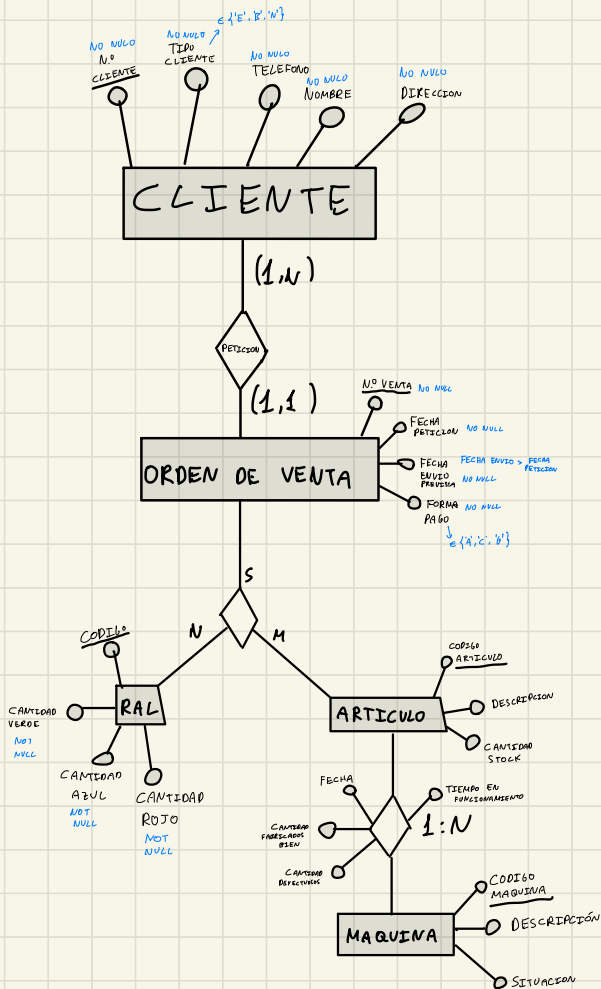 ∈ {'E', 'B', 'N'}
NO NULO
N.º
CLIENTE
NO NULO
TIPO
CLIENTE
NO NULO
TELEFONO
NO NULO
NOMBRE
NO NULO
DIRECCION
CLIENTE
(1,N)
PETICION
(1,1)
N.º VENTA NO NULL
FECHA
PETICION NO NULL
FECHA
ENVIO
PREVISTA
FECHA ENVIO > FECHA
PETICION
NO NULL
FORMA
PAGO
NO NULL
ORDEN DE VENTA
S
N
M
CODIGO
RAL
CANTIDAD
VERDE
NOT
NULL
CANTIDAD
AZUL
NOT
NULL
CANTIDAD
ROJO
NOT
NULL
CODIGO
ARTICULO
ARTICULO
DESCRIPCION
CANTIDAD
STOCK
FECHA
TIEMPO EN
FUNCIONAMIENTO
CANTIDAD
FABRICADOS
BIEN
1:N
CANTIDAD
DEFECTUOSOS
CODIGO
MAQUINA
MAQUINA
DESCRIPCIÓN
SITUACION